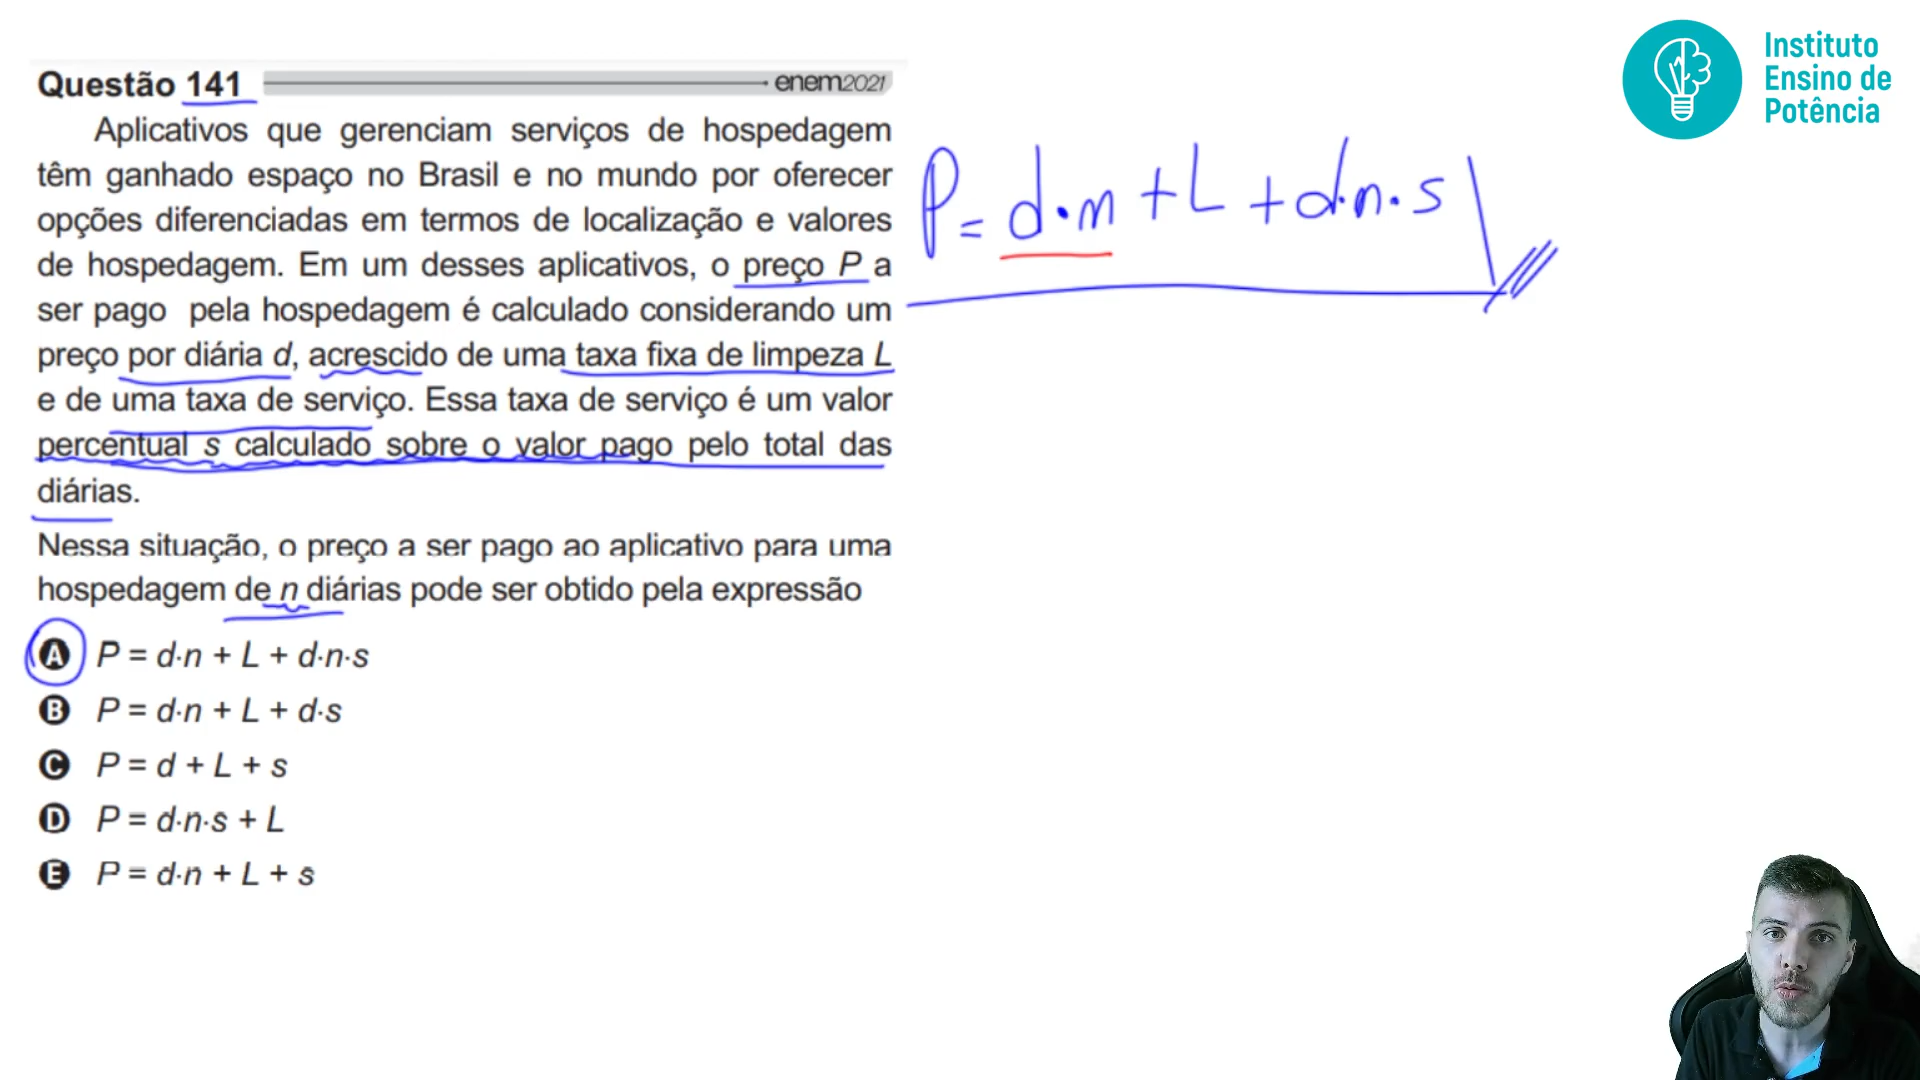 Questão 141
enem2021
Aplicativos que gerenciam serviços de hospedagem
têm ganhado espaço no Brasil e no mundo por oferecer
opções diferenciadas em termos de localização e valores
de hospedagem. Em um desses aplicativos, o preço P a
ser pago pela hospedagem é calculado considerando um
preço por diária d, acrescido de uma taxa fixa de limpeza L
e de uma taxa de serviço. Essa taxa de serviço é um valor
percentual s calculado sobre o valor pago pelo total das
diárias.
Nessa situação, o preço a ser pago ao aplicativo para uma
hospedagem de n diárias pode ser obtido pela expressão
A P = d·n + L + d·n·s
B P = d·n + L + d·s
C P = d + L + s
D P = d·n·s + L
E P = d·n + L + s
P = d·n + L + d·n·s
Instituto
Ensino de
Potência